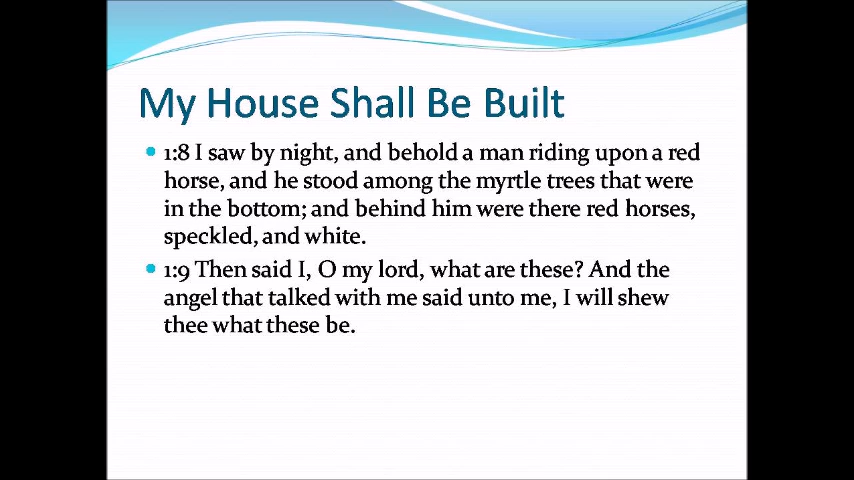 My House Shall Be Built
• 1:8 I saw by night, and behold a man riding upon a red
horse, and he stood among the myrtle trees that were
in the bottom; and behind him were there red horses,
speckled, and white.
• 1:9 Then said I, O my lord, what are these? And the
angel that talked with me said unto me, I will shew
thee what these be.